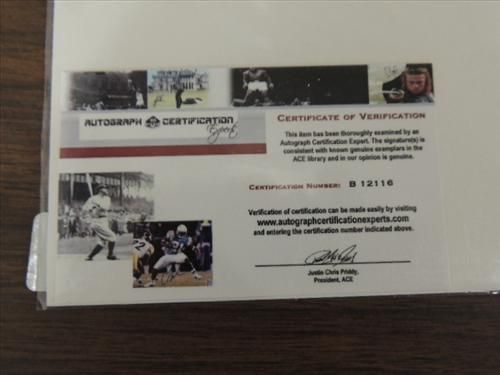 AUTOGRAPH CERTIFICATION
Experts
CERTIFICATE OF VERIFICATION
This item has been thoroughly examined by an
Autograph Certification Expert. The signature(s) is
consistent with known genuine exemplars in the
ACE library and in our opinion is genuine.
CERTIFICATION NUMBER: B 12116
Verification of certification can be made easily by visiting
www.autographcertificationexperts.com
and entering the certification number indicated above.
Justin Chris Priddy,
President, ACE